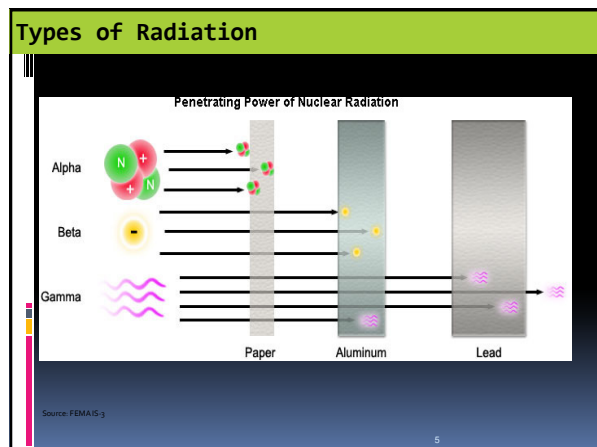 Types of Radiation
Penetrating Power of Nuclear Radiation
Alpha
N
+
+
N
Beta
-
Gamma
Paper
Aluminum
Lead
Source: FEMA IS-3
5